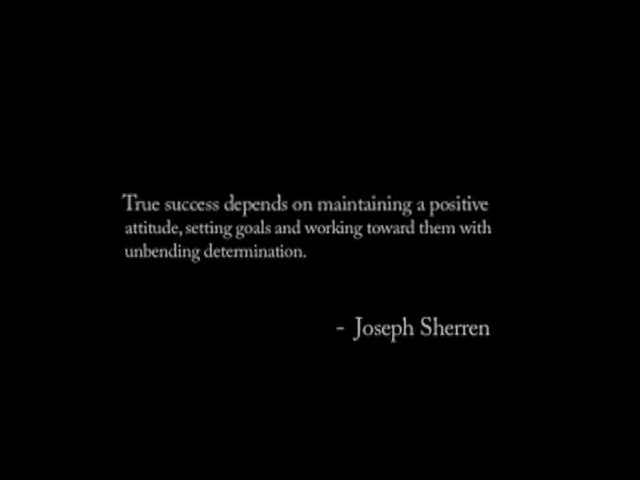 True success depends on maintaining a positive
attitude, setting goals and working toward them with
unbending determination.
- Joseph Sherren